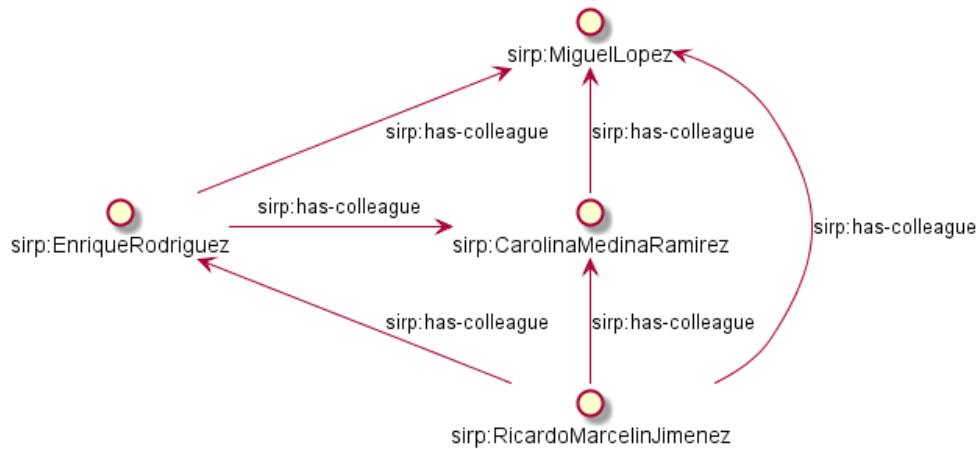 sirp:MiguelLopez
sirp:has-colleague
sirp:has-colleague
sirp:has-colleague
sirp:has-colleague
sirp:EnriqueRodriguez
sirp:CarolinaMedinaRamirez
sirp:has-colleague
sirp:has-colleague
sirp:RicardoMarcelinJimenez